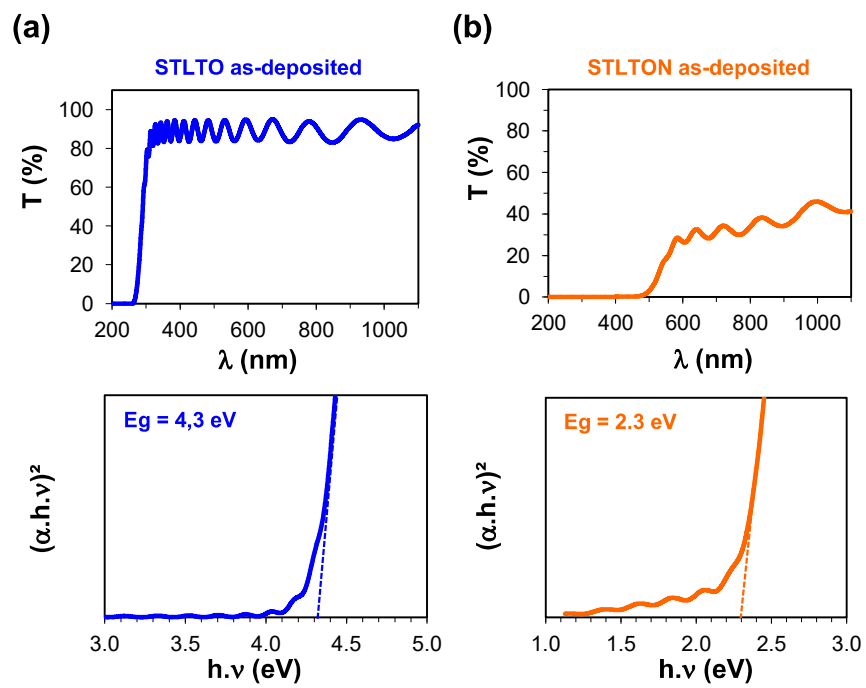 (a)
STLTO as-deposited
T (%)
100
80
60
40
20
0
200 400 600 800 1000
λ (nm)
Eg = 4,3 eV
(α.h.ν)²
3.0 3.5 4.0 4.5 5.0
h.ν (eV)
(b)
STLTON as-deposited
T (%)
100
80
60
40
20
0
200 400 600 800 1000
λ (nm)
Eg = 2.3 eV
(α.h.ν)²
1.0 1.5 2.0 2.5 3.0
h.ν (eV)